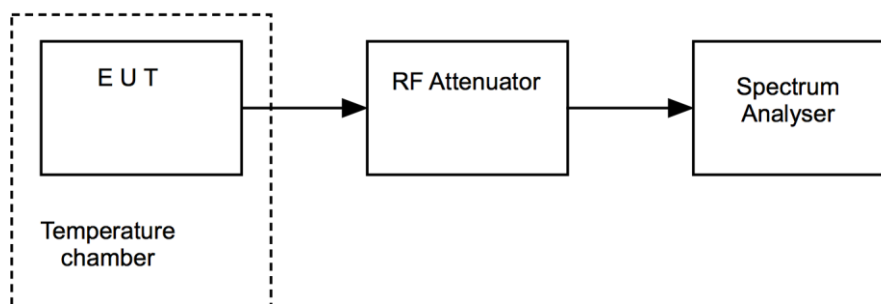 E U T
RF Attenuator
Spectrum
Analyser
Temperature
chamber